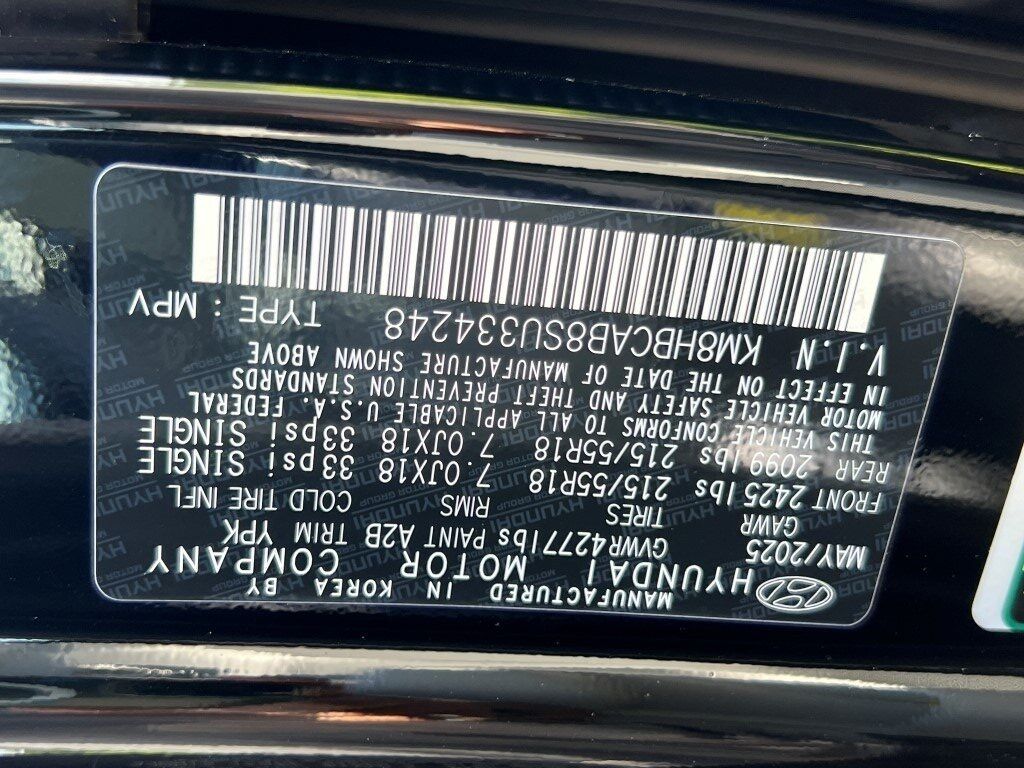 MANUFACTURED IN KOREA BY
HYUNDAI MOTOR COMPANY
MAY/2025 GVWR4277lbs PAINT A2B TRIM YPK
GAWR TIRES RIMS COLD TIRE INFL
FRONT 2425 lbs 215/55R18 7.0JX18 33psi SINGLE
REAR 2099 lbs 215/55R18 7.0JX18 33psi SINGLE
THIS VEHICLE CONFORMS TO ALL APPLICABLE U.S.A. FEDERAL
MOTOR VEHICLE SAFETY AND THEFT PREVENTION STANDARDS
IN EFFECT ON THE DATE OF MANUFACTURE SHOWN ABOVE
V.I.N KM8HBCAB8SU334248 TYPE : MPV